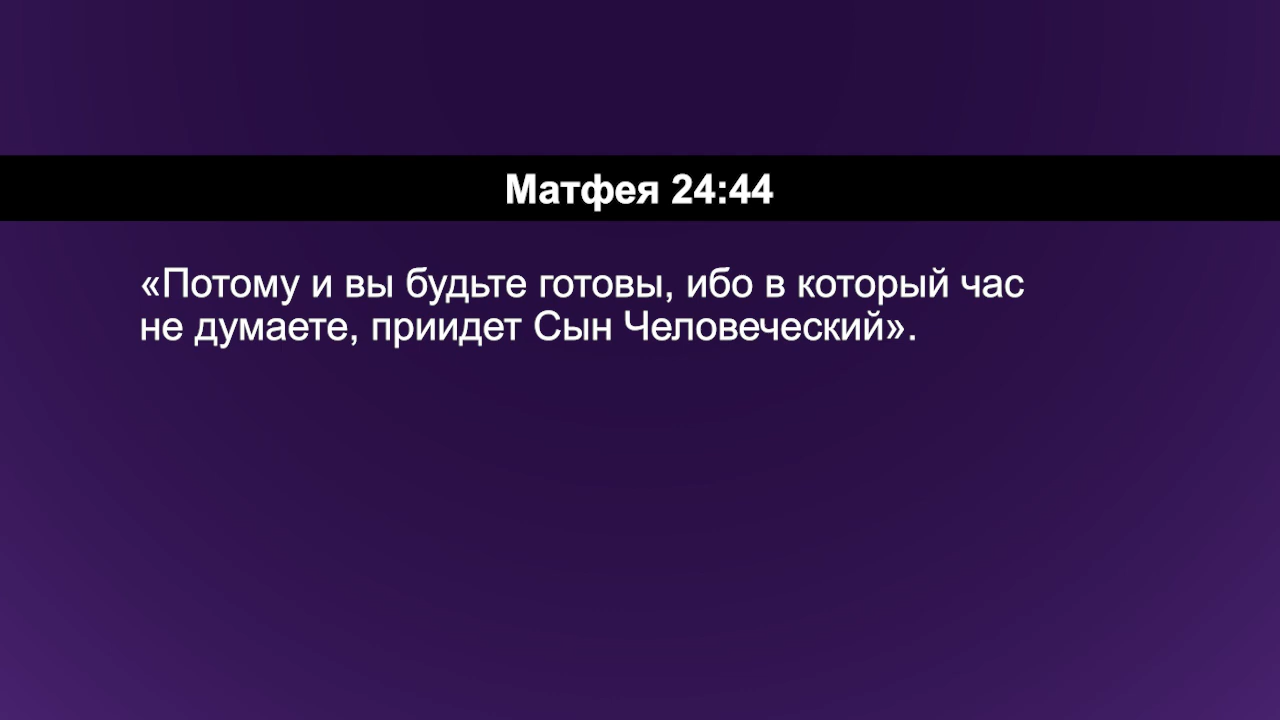 Матфея 24:44
«Потому и вы будьте готовы, ибо в который час
не думаете, приидет Сын Человеческий».